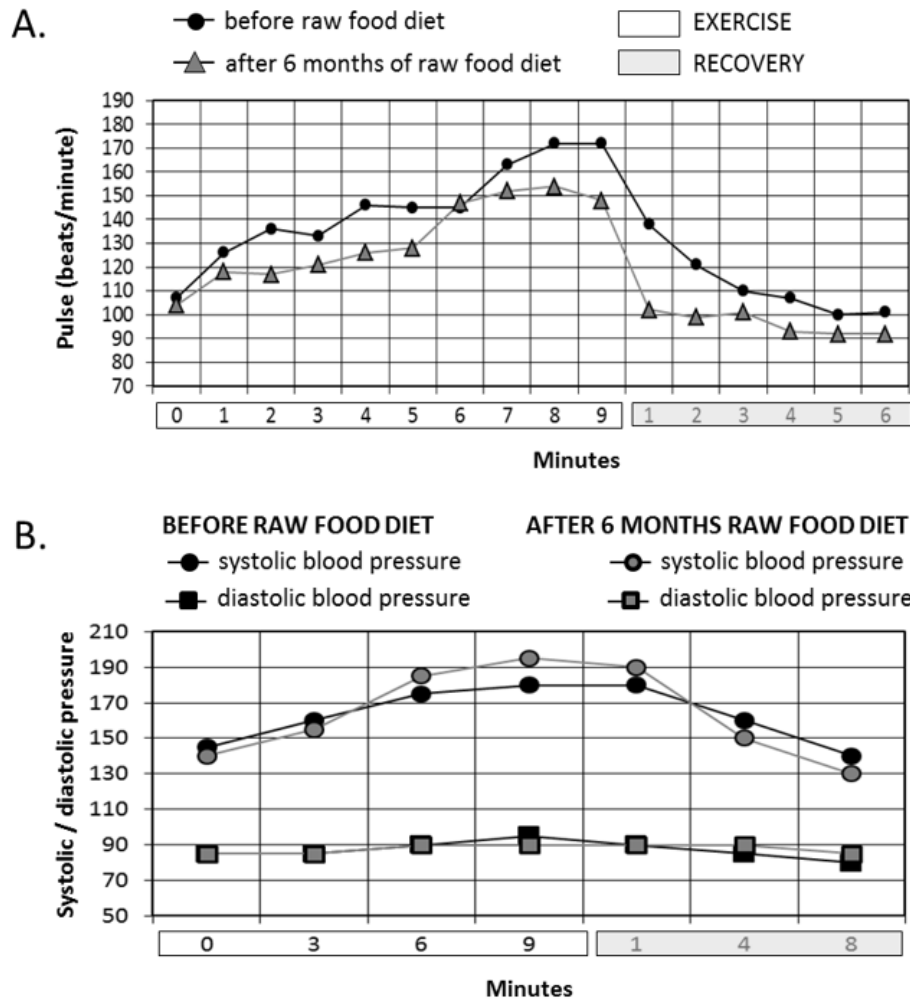 A.
before raw food diet
EXERCISE
after 6 months of raw food diet
RECOVERY
Pulse (beats/minute)
190
180
170
160
150
140
130
120
110
100
90
80
70
0 1 2 3 4 5 6 7 8 9 1 2 3 4 5 6
Minutes
B.
BEFORE RAW FOOD DIET
AFTER 6 MONTHS RAW FOOD DIET
systolic blood pressure
systolic blood pressure
diastolic blood pressure
diastolic blood pressure
Systolic / diastolic pressure
210
190
170
150
130
110
90
70
50
0 3 6 9 1 4 8
Minutes